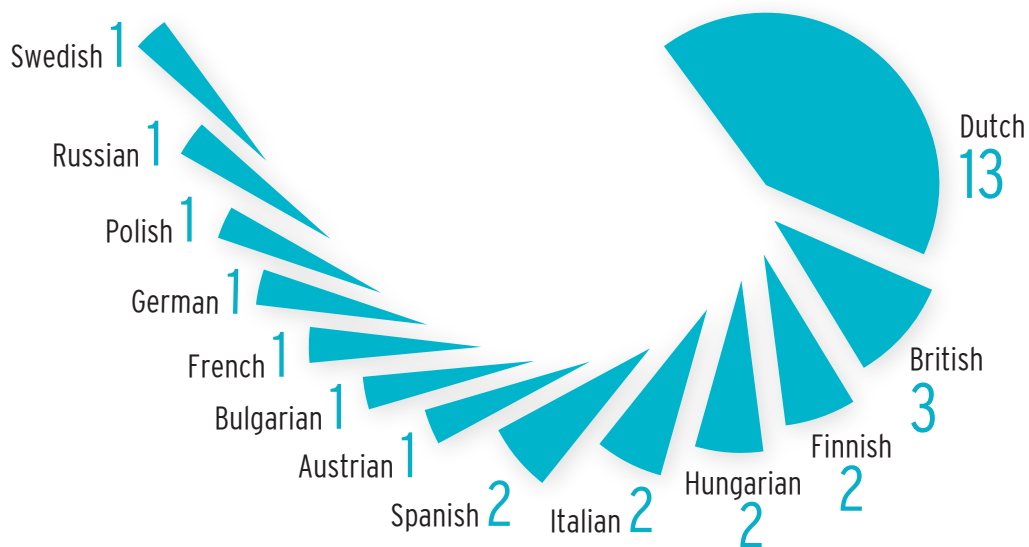 Swedish 1
Russian 1
Polish 1
German 1
French 1
Bulgarian 1
Austrian 1
Spanish 2
Italian 2
Hungarian
2
Finnish
2
British
3
Dutch
13